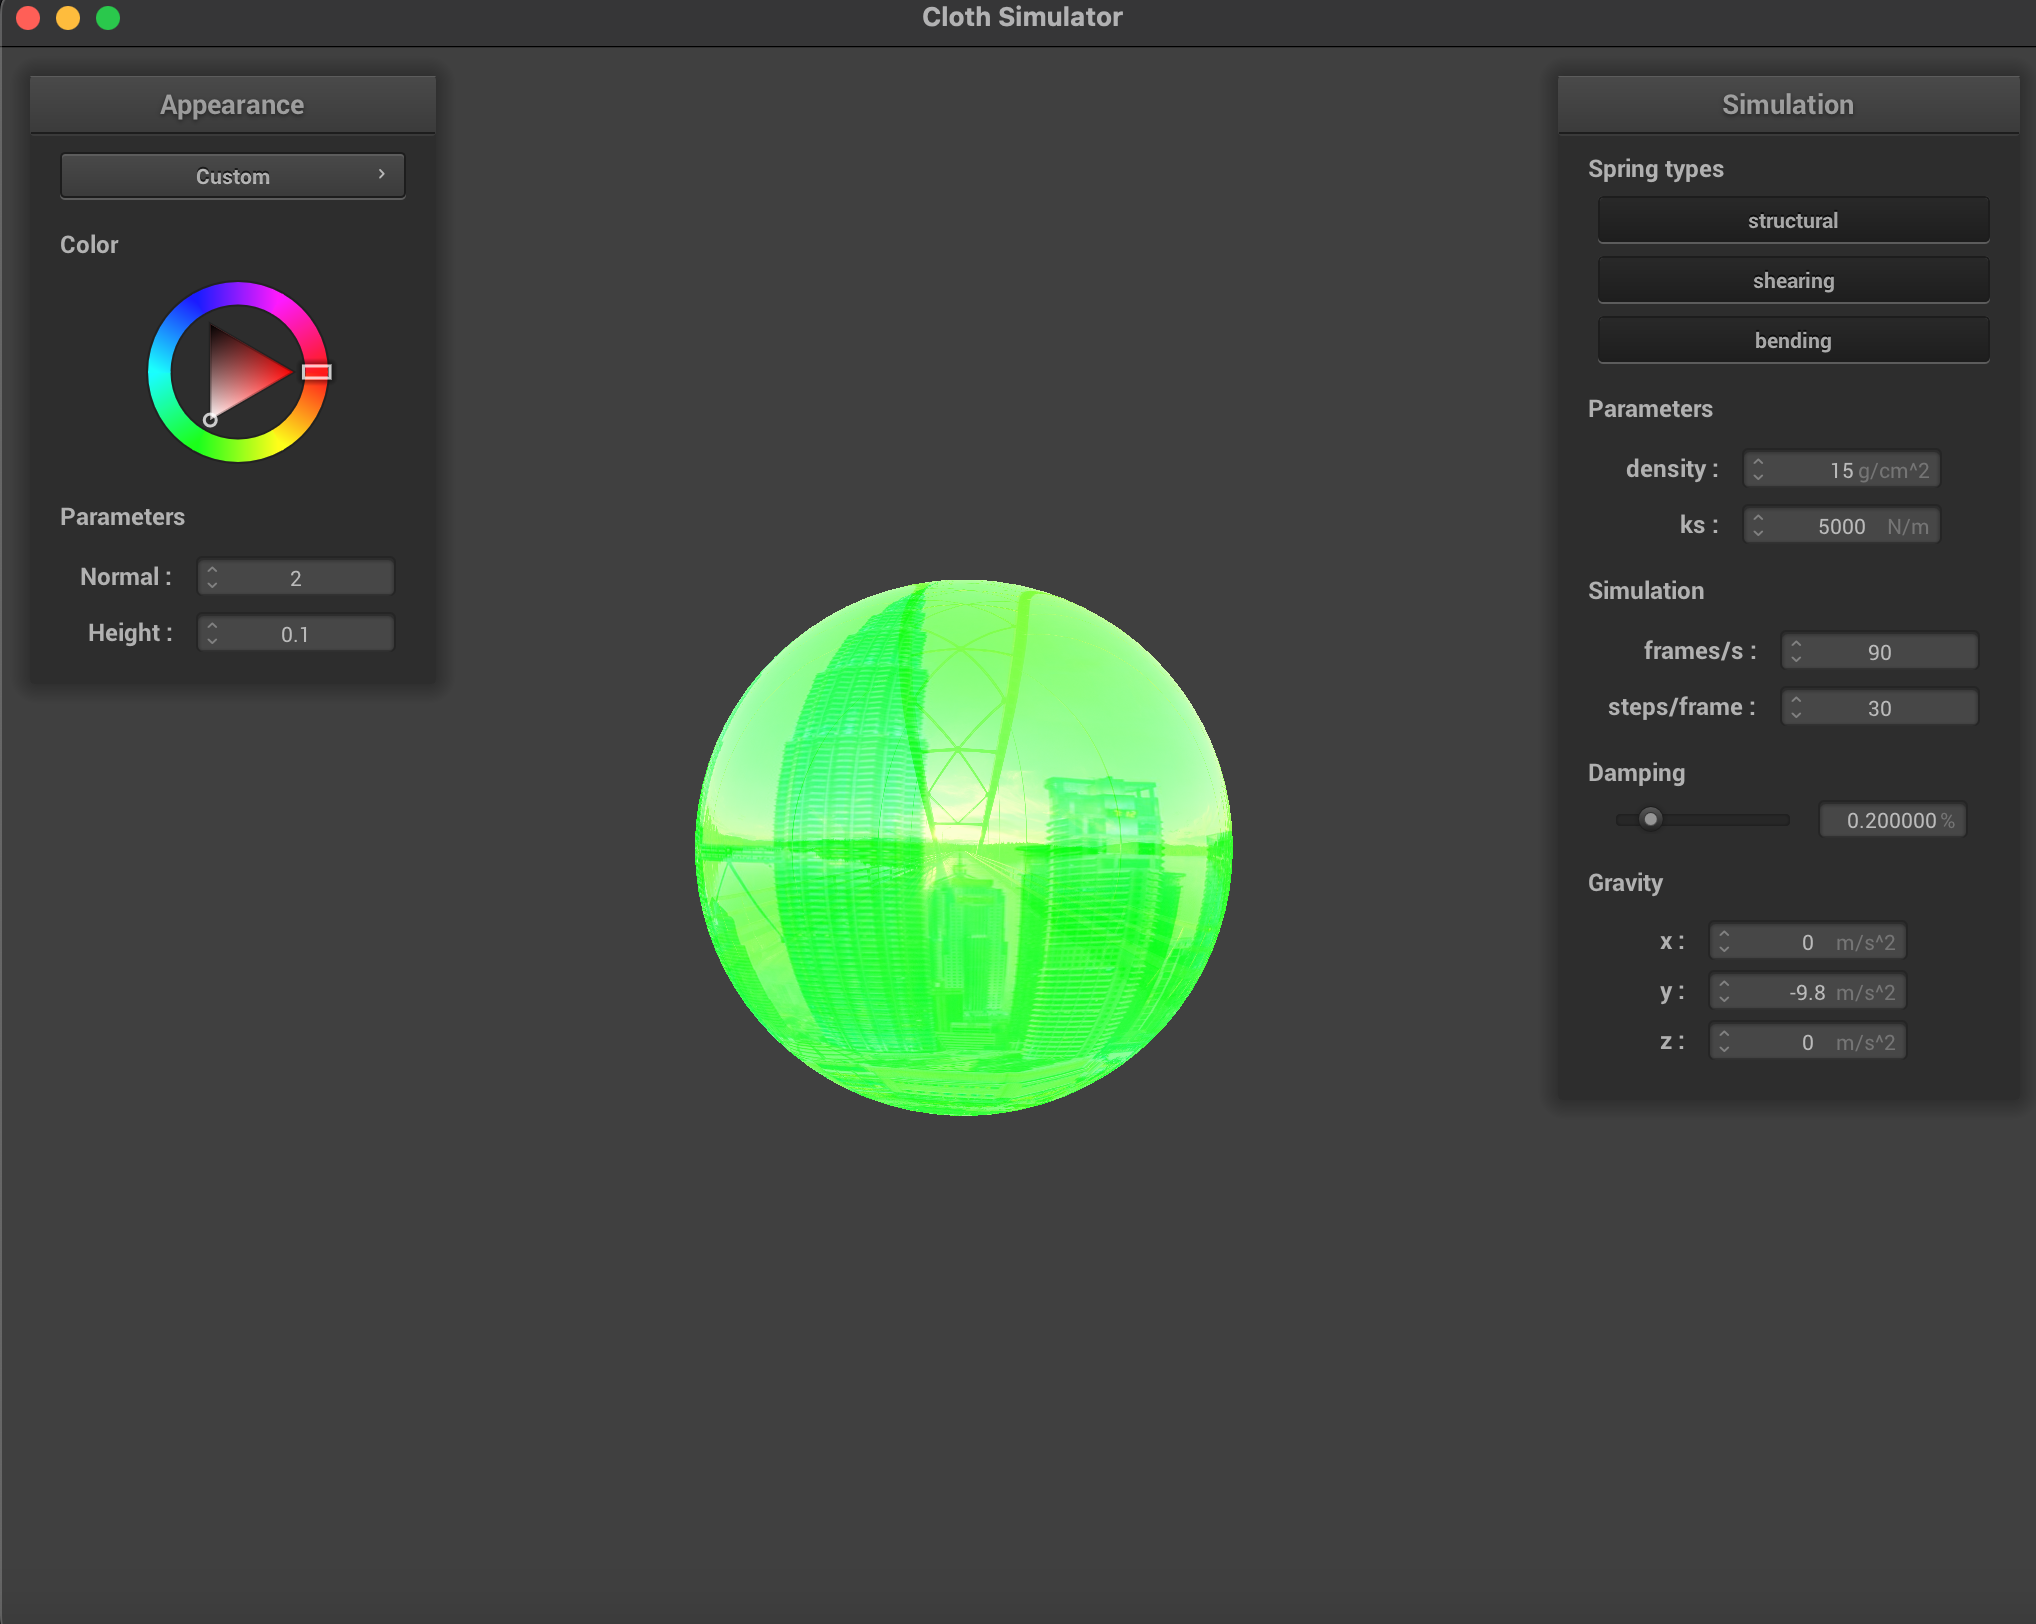 Cloth Simulator
Appearance
Custom
Color
Parameters
Normal : 2
Height : 0.1
Simulation
Spring types
structural
shearing
bending
Parameters
density : 15 g/cm^2
ks : 5000 N/m
Simulation
frames/s : 90
steps/frame : 30
Damping
0.200000 %
Gravity
x : 0 m/s^2
y : -9.8 m/s^2
z : 0 m/s^2